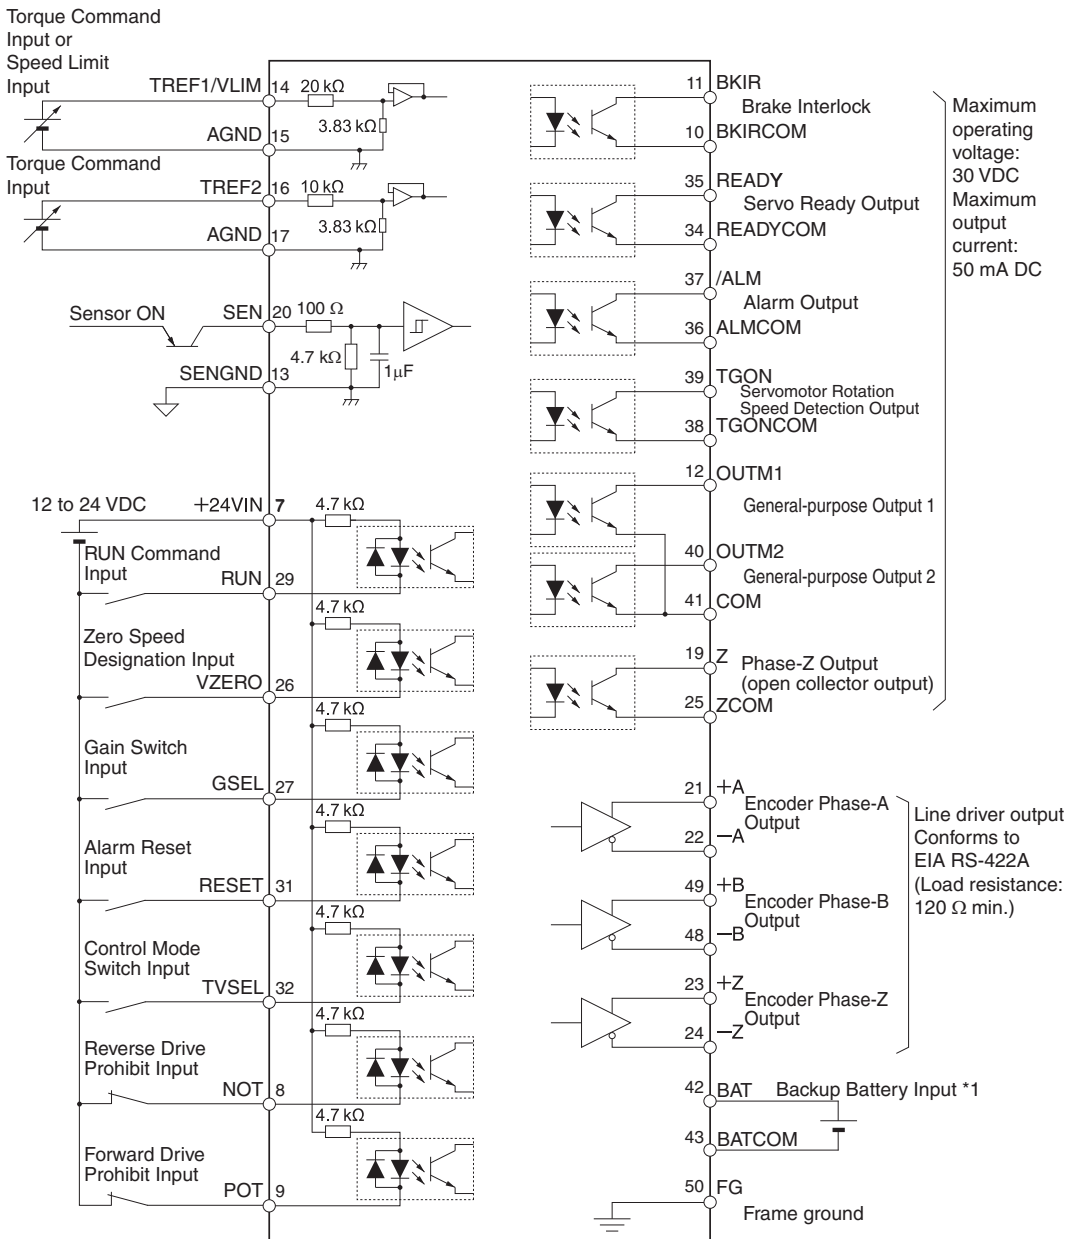 Torque Command
Input or
Speed Limit
Input
TREF1/VLIM 14 20 kΩ
3.83 kΩ
AGND 15
Torque Command
Input
TREF2 16 10 kΩ
3.83 kΩ
AGND 17
Sensor ON
SEN 20 100 Ω
4.7 kΩ
1μF
SENGND 13
12 to 24 VDC
+24VIN 7 4.7 kΩ
RUN Command
Input
RUN 29
4.7 kΩ
Zero Speed
Designation Input
VZERO 26
4.7 kΩ
Gain Switch
Input
GSEL 27
4.7 kΩ
Alarm Reset
Input
RESET 31
4.7 kΩ
Control Mode
Switch Input
TVSEL 32
4.7 kΩ
Reverse Drive
Prohibit Input
NOT 8
4.7 kΩ
Forward Drive
Prohibit Input
POT 9
11 BKIR
Brake Interlock
10 BKIRCOM
35 READY
Servo Ready Output
34 READYCOM
37 /ALM
Alarm Output
36 ALMCOM
39 TGON
Servomotor Rotation
Speed Detection Output
38 TGONCOM
12 OUTM1
General-purpose Output 1
40 OUTM2
General-purpose Output 2
41 COM
19 Z
Phase-Z Output
(open collector output)
25 ZCOM
Maximum
operating
voltage:
30 VDC
Maximum
output
current:
50 mA DC
21 +A
Encoder Phase-A
Output
22 −A
49 +B
Encoder Phase-B
Output
48 −B
23 +Z
Encoder Phase-Z
Output
24 −Z
Line driver output
Conforms to
EIA RS-422A
(Load resistance:
120 Ω min.)
42 BAT
Backup Battery Input *1
43 BATCOM
50 FG
Frame ground